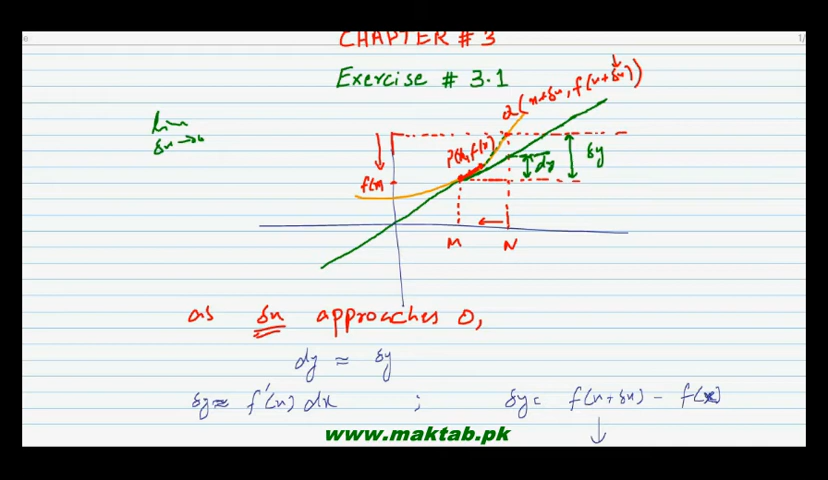 CHAPTER # 3
Exercise # 3.1
lim
δx → 0
Q(x+δx, f(x+δx))
P(x, f(x))
f(x)
dy
δy
M
N
as δx approaches 0,
dy ≈ δy
δy ≈ f'(x) dx ; δy = f(x+δx) - f(x)
www.maktab.pk